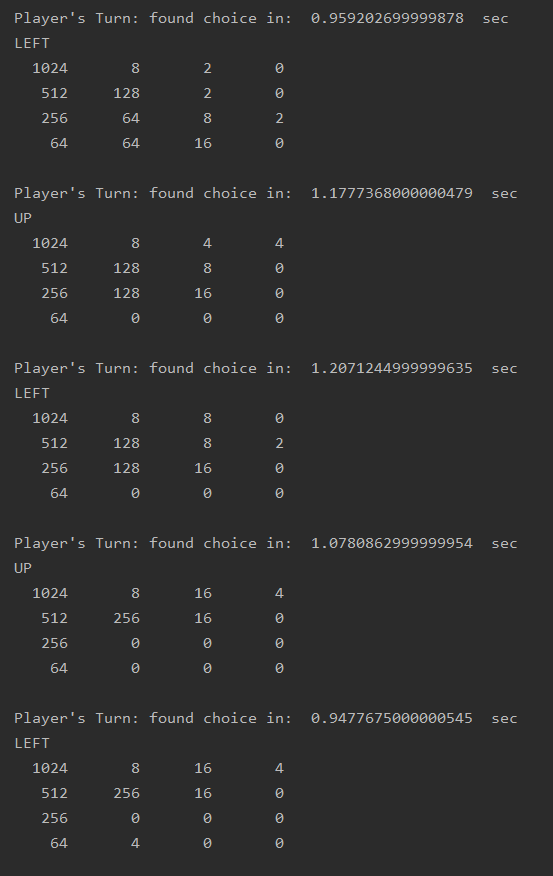 Player's Turn: found choice in:  0.959202699999878  sec
LEFT
1024 8 2 0
512 128 2 0
256 64 8 2
64 64 16 0
Player's Turn: found choice in:  1.1777368000000479  sec
UP
1024 8 4 4
512 128 8 0
256 128 16 0
64 0 0 0
Player's Turn: found choice in:  1.2071244999999635  sec
LEFT
1024 8 8 0
512 128 8 2
256 128 16 0
64 0 0 0
Player's Turn: found choice in:  1.0780862999999954  sec
UP
1024 8 16 4
512 256 16 0
256 0 0 0
64 0 0 0
Player's Turn: found choice in:  0.9477675000000545  sec
LEFT
1024 8 16 4
512 256 16 0
256 0 0 0
64 4 0 0